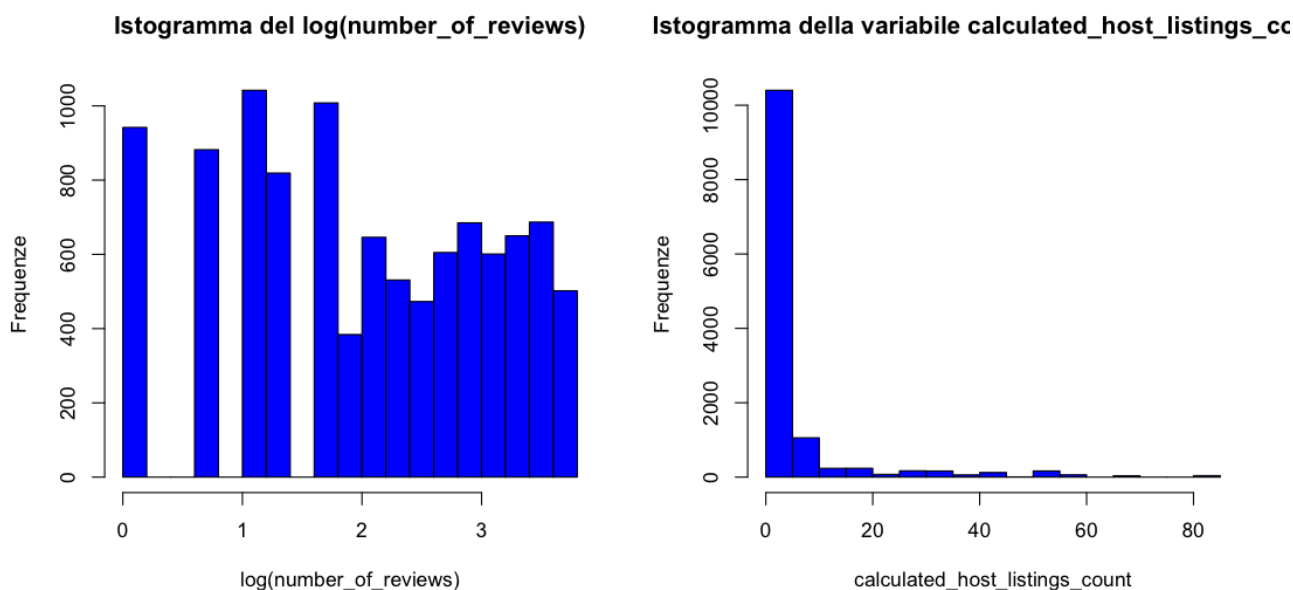 Istogramma del log(number_of_reviews)
Frequenze
0
200
400
600
800
1000
0 1 2 3
log(number_of_reviews)
Istogramma della variabile calculated_host_listings_co
Frequenze
0
2000
4000
6000
8000
10000
0 20 40 60 80
calculated_host_listings_count